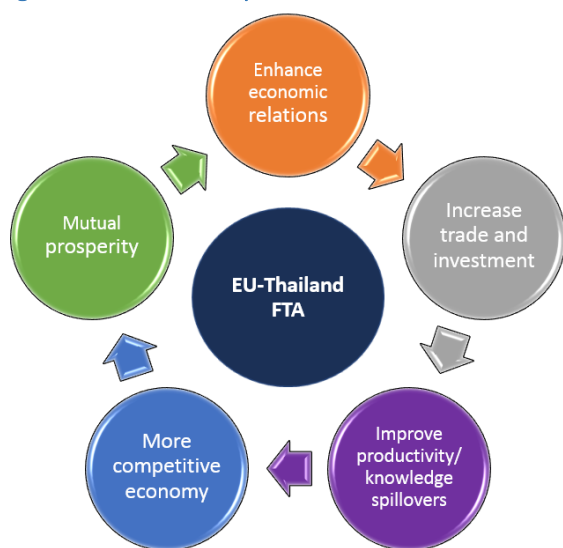 Enhance
economic
relations
Increase
trade and
investment
Improve
productivity/
knowledge
spillovers
More
competitive
economy
Mutual
prosperity
EU-Thailand
FTA